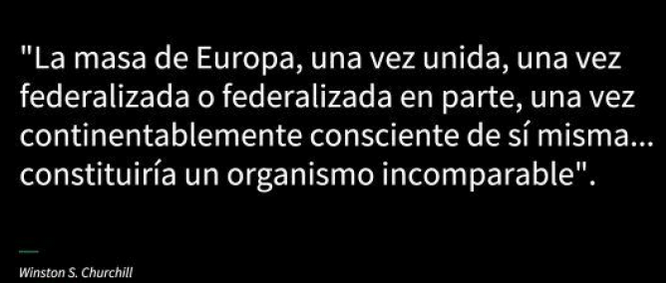 "La masa de Europa, una vez unida, una vez
federalizada o federalizada en parte, una vez
continentablemente consciente de sí misma...
constituiría un organismo incomparable".
Winston S. Churchill